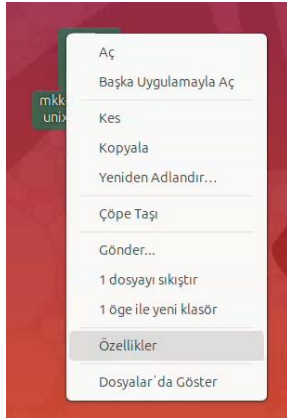 Aç
Başka Uygulamayla Aç
mkk
unix
Kes
Kopyala
Yeniden Adlandır...
Çöpe Taşı
Gönder...
1 dosyayı sıkıştır
1 öge ile yeni klasör
Özellikler
Dosyalar´da Göster